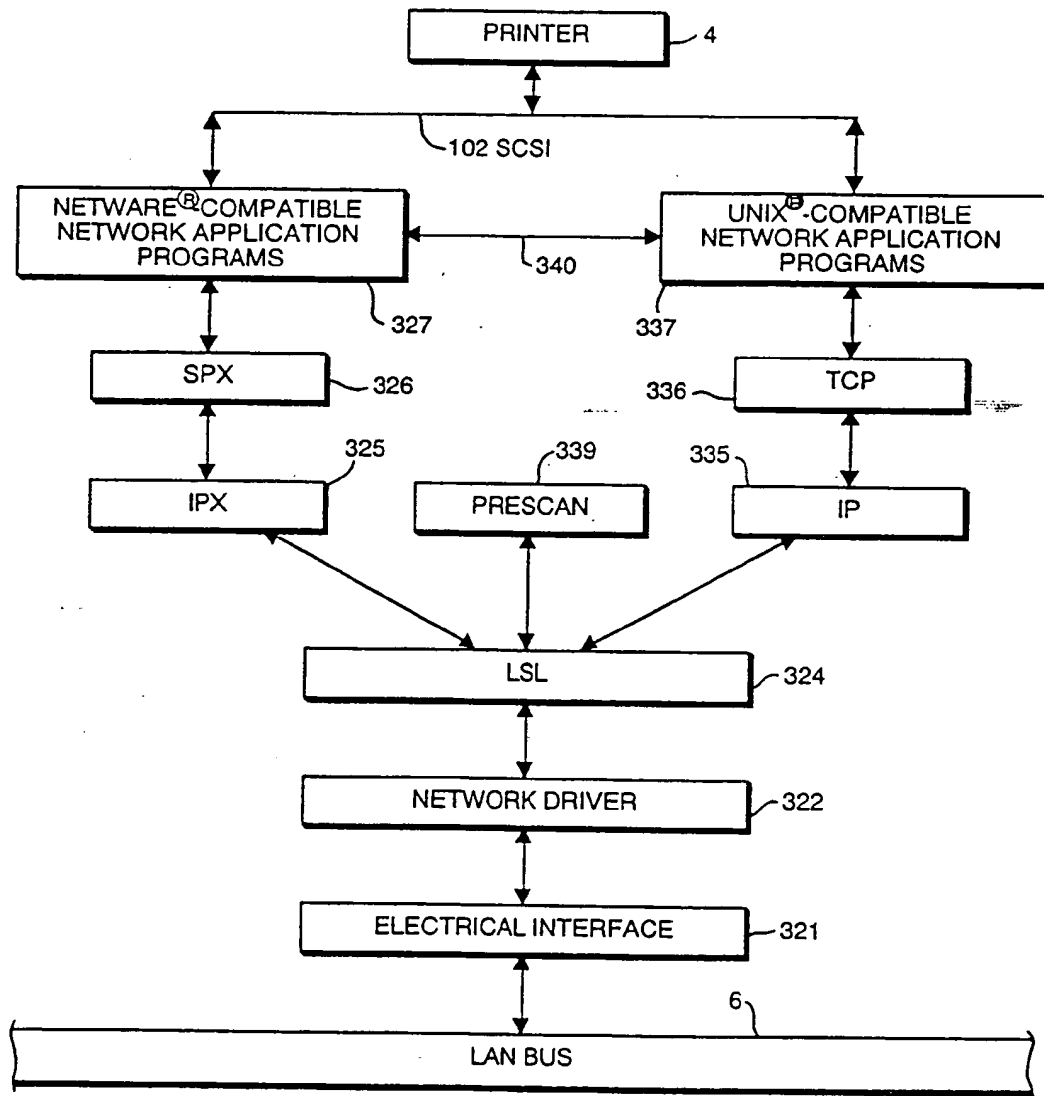 PRINTER
4
102 SCSI
NETWARE®-COMPATIBLE
NETWORK APPLICATION
PROGRAMS
UNIX®-COMPATIBLE
NETWORK APPLICATION
PROGRAMS
340
327
337
SPX
326
TCP
336
325
339
335
IPX
PRESCAN
IP
LSL
324
NETWORK DRIVER
322
ELECTRICAL INTERFACE
321
6
LAN BUS